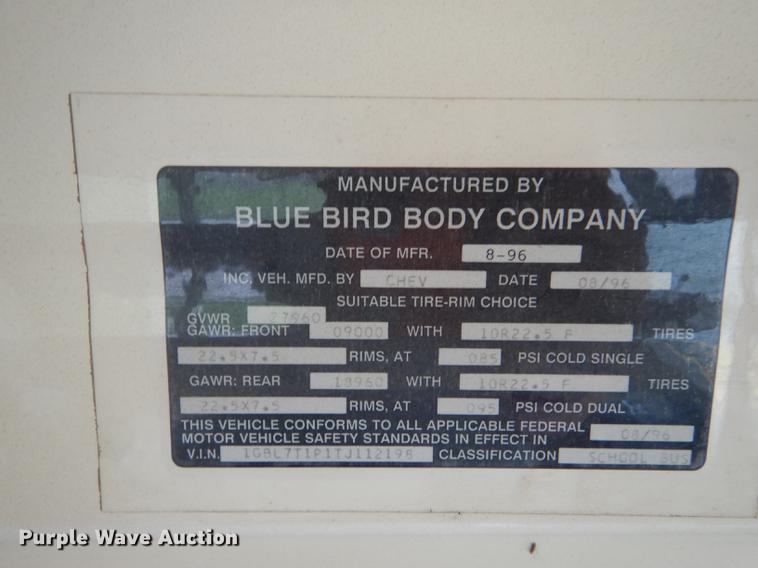 MANUFACTURED BY
BLUE BIRD BODY COMPANY
DATE OF MFR. 8-96
INC. VEH. MFD. BY CHEV DATE 08/96
SUITABLE TIRE-RIM CHOICE
GVWR 27960
GAWR: FRONT 09000 WITH 10R22.5 F TIRES
22.5X7.5 RIMS, AT 085 PSI COLD SINGLE
GAWR: REAR 18960 WITH 10R22.5 F TIRES
22.5X7.5 RIMS, AT 095 PSI COLD DUAL
THIS VEHICLE CONFORMS TO ALL APPLICABLE FEDERAL
MOTOR VEHICLE SAFETY STANDARDS IN EFFECT IN 08/96
V.I.N. 1GBL7T1P1TJ112198 CLASSIFICATION SCHOOL BUS
Purple Wave Auction